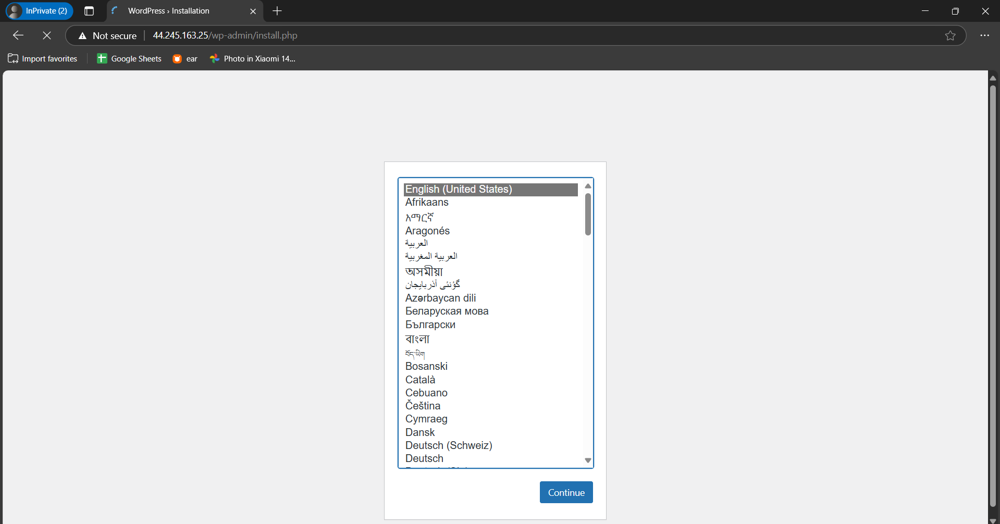 InPrivate (2)
WordPress › Installation
Not secure
44.245.163.25/wp-admin/install.php
Import favorites
Google Sheets
ear
Photo in Xiaomi 14...
English (United States)
Afrikaans
አማርኛ
Aragonés
العربية
العربية المغربية
অসমীয়া
گؤنئی آذربایجان
Azərbaycan dili
Беларуская мова
Български
বাংলা
བོད་ཡིག
Bosanski
Català
Cebuano
Čeština
Cymraeg
Dansk
Deutsch (Schweiz)
Deutsch
Continue